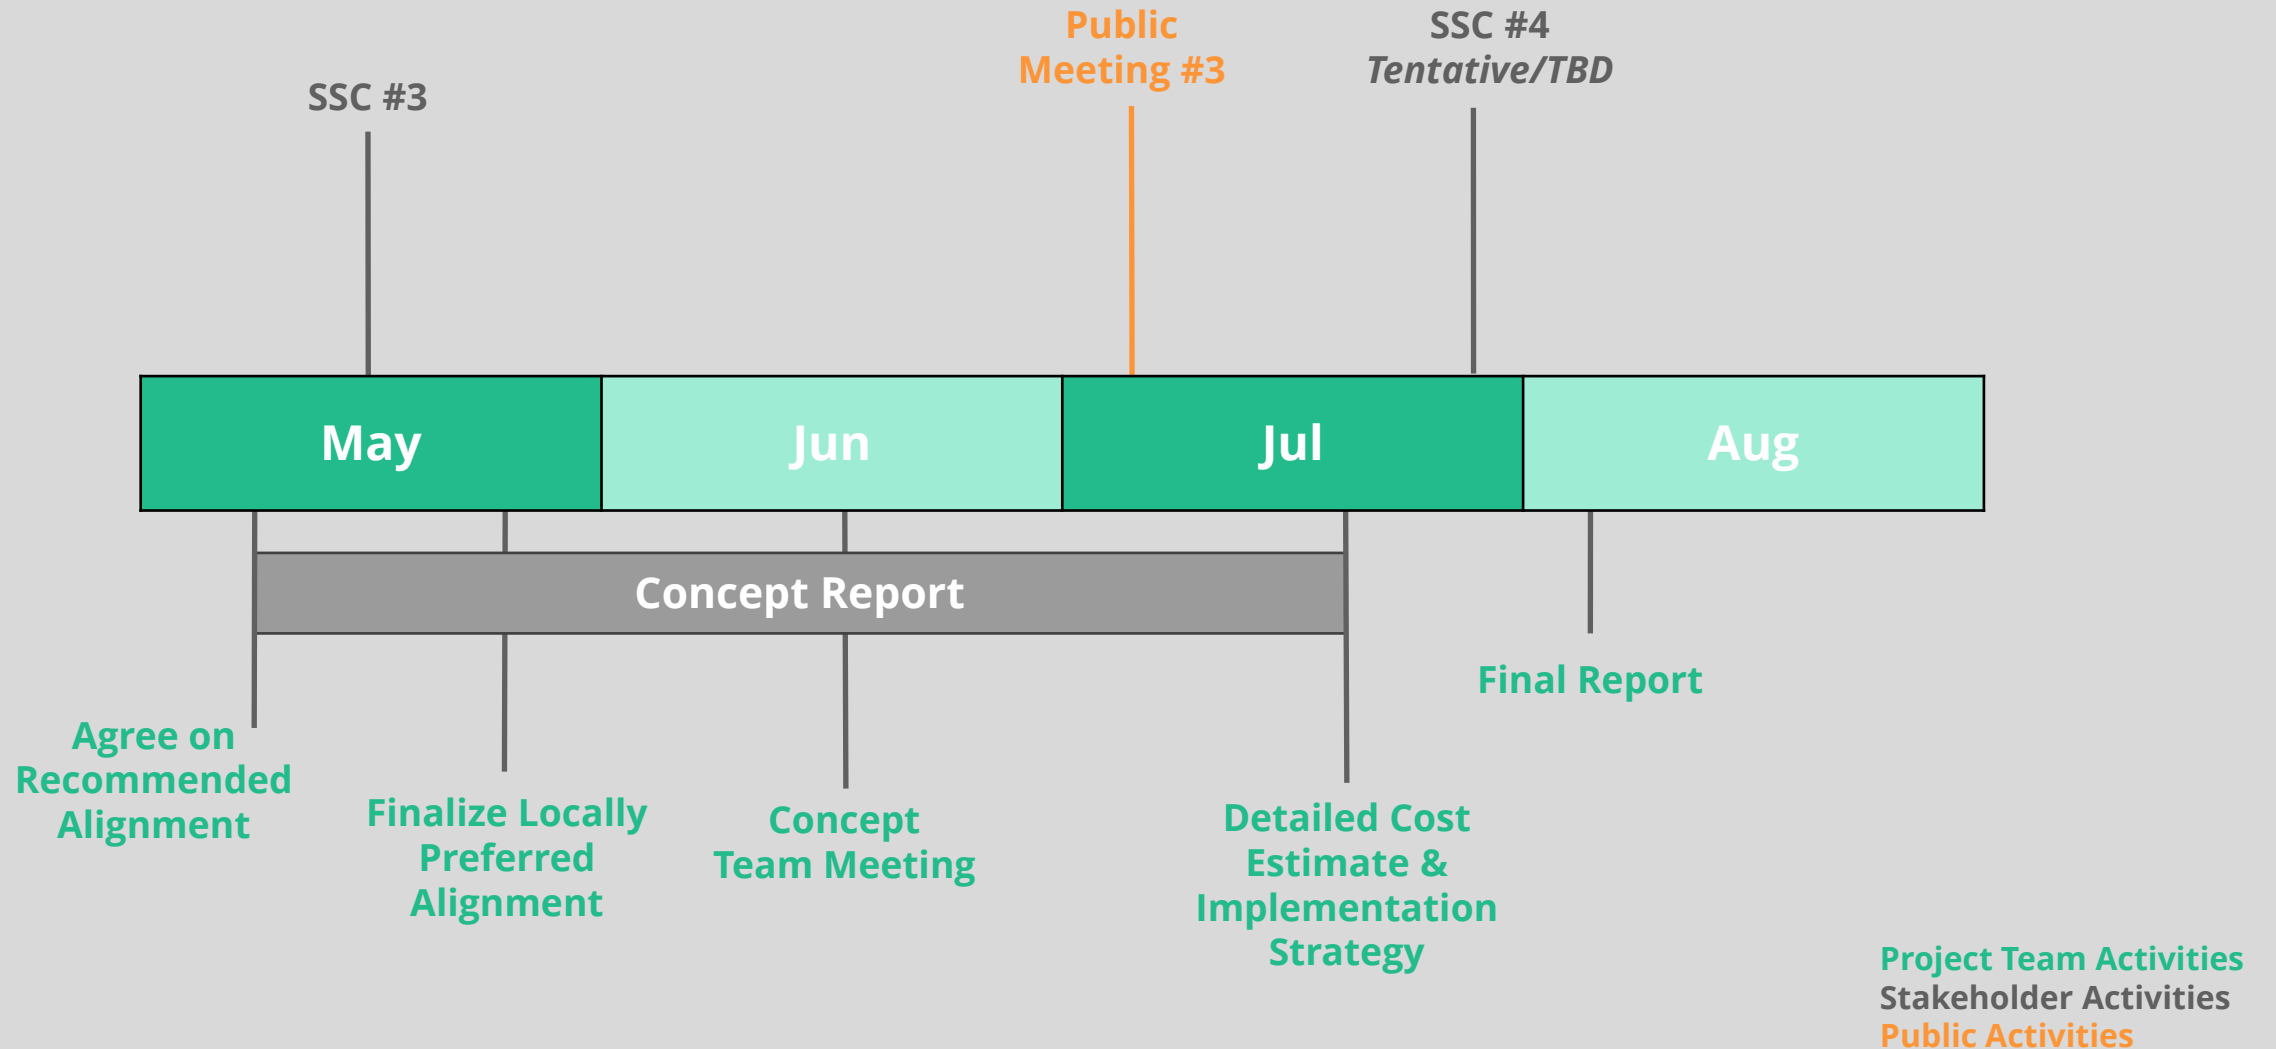 Public
Meeting #3
SSC #4
Tentative/TBD
SSC #3
May
Jun
Jul
Aug
Concept Report
Agree on
Recommended
Alignment
Finalize Locally
Preferred
Alignment
Concept
Team Meeting
Detailed Cost
Estimate &
Implementation
Strategy
Final Report
Project Team Activities
Stakeholder Activities
Public Activities